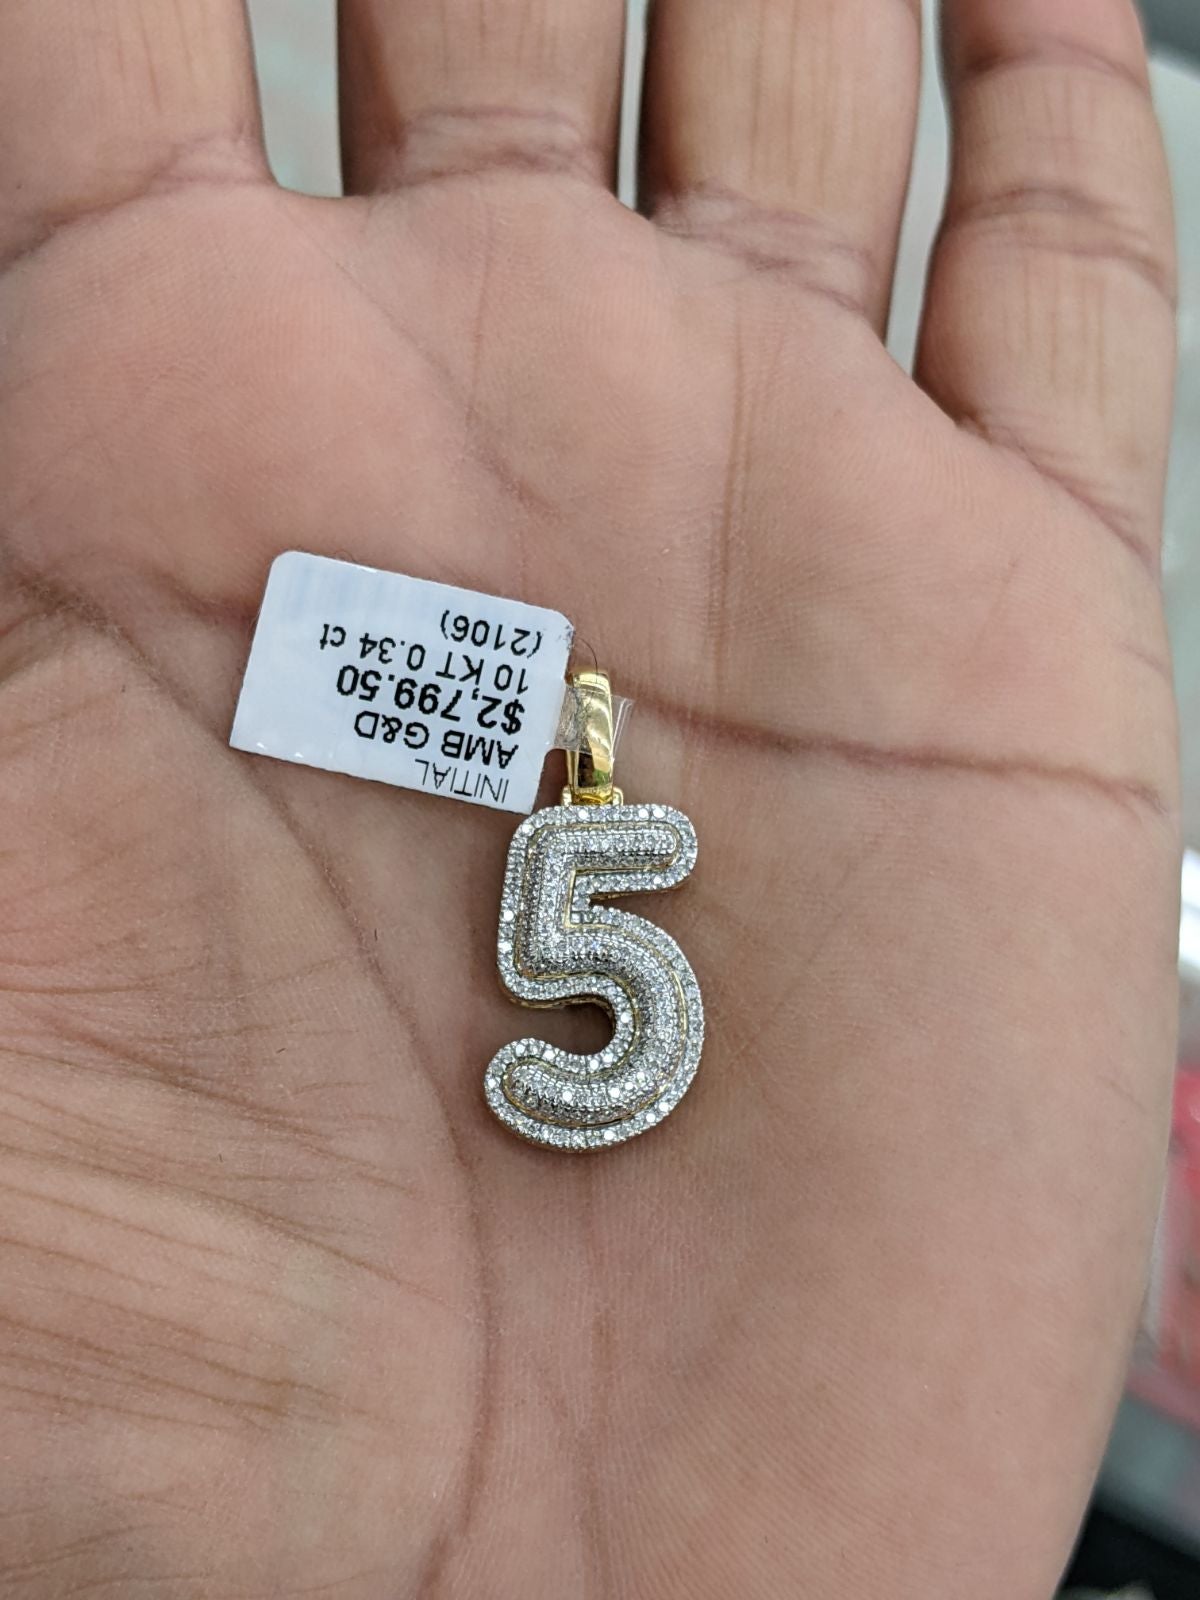 INITIAL
AMB G&D
$2,799.50
10 KT 0.34 ct
(2106)
5